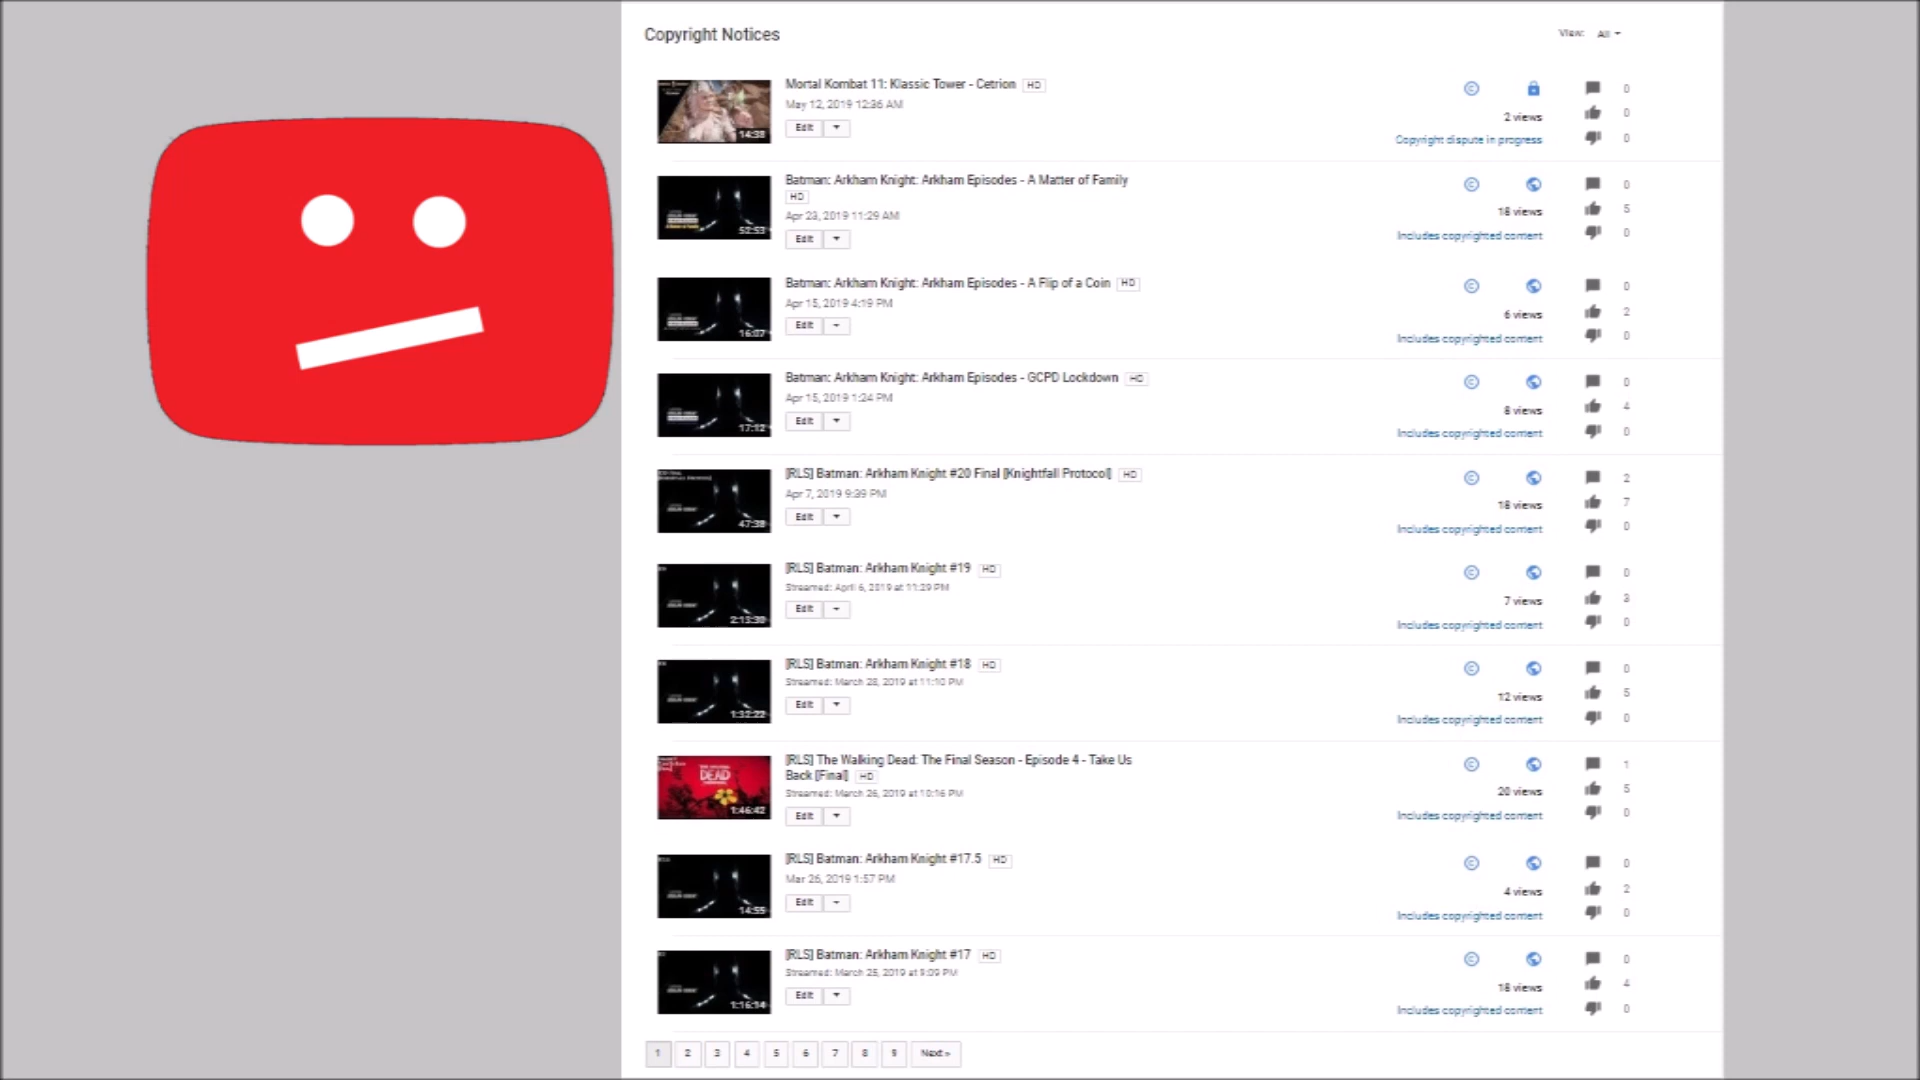 Copyright Notices
View: All
Mortal Kombat 11: Klassic Tower - Cetrion HD
May 12, 2019 12:36 AM
Edit
14:38
2 views
Copyright dispute in progress
0
0
0
Batman: Arkham Knight: Arkham Episodes - A Matter of Family
HD
Apr 23, 2019 11:29 AM
Edit
52:53
18 views
Includes copyrighted content
0
5
0
Batman: Arkham Knight: Arkham Episodes - A Flip of a Coin HD
Apr 15, 2019 4:19 PM
Edit
16:07
6 views
Includes copyrighted content
0
2
0
Batman: Arkham Knight: Arkham Episodes - GCPD Lockdown HD
Apr 15, 2019 1:24 PM
Edit
17:12
8 views
Includes copyrighted content
0
4
0
[RLS] Batman: Arkham Knight #20 Final [Knightfall Protocol] HD
Apr 7, 2019 9:39 PM
Edit
47:38
18 views
Includes copyrighted content
2
7
0
[RLS] Batman: Arkham Knight #19 HD
Streamed: April 6, 2019 at 11:29 PM
Edit
2:13:30
7 views
Includes copyrighted content
0
3
0
[RLS] Batman: Arkham Knight #18 HD
Streamed: March 28, 2019 at 11:10 PM
Edit
1:32:22
12 views
Includes copyrighted content
0
5
0
[RLS] The Walking Dead: The Final Season - Episode 4 - Take Us
Back [Final] HD
Streamed: March 26, 2019 at 10:16 PM
Edit
DEAD
1:46:42
20 views
Includes copyrighted content
1
5
0
[RLS] Batman: Arkham Knight #17.5 HD
Mar 26, 2019 1:57 PM
Edit
14:55
4 views
Includes copyrighted content
0
2
0
[RLS] Batman: Arkham Knight #17 HD
Streamed: March 25, 2019 at 9:09 PM
Edit
1:16:14
18 views
Includes copyrighted content
0
4
0
1 2 3 4 5 6 7 8 9 Next »